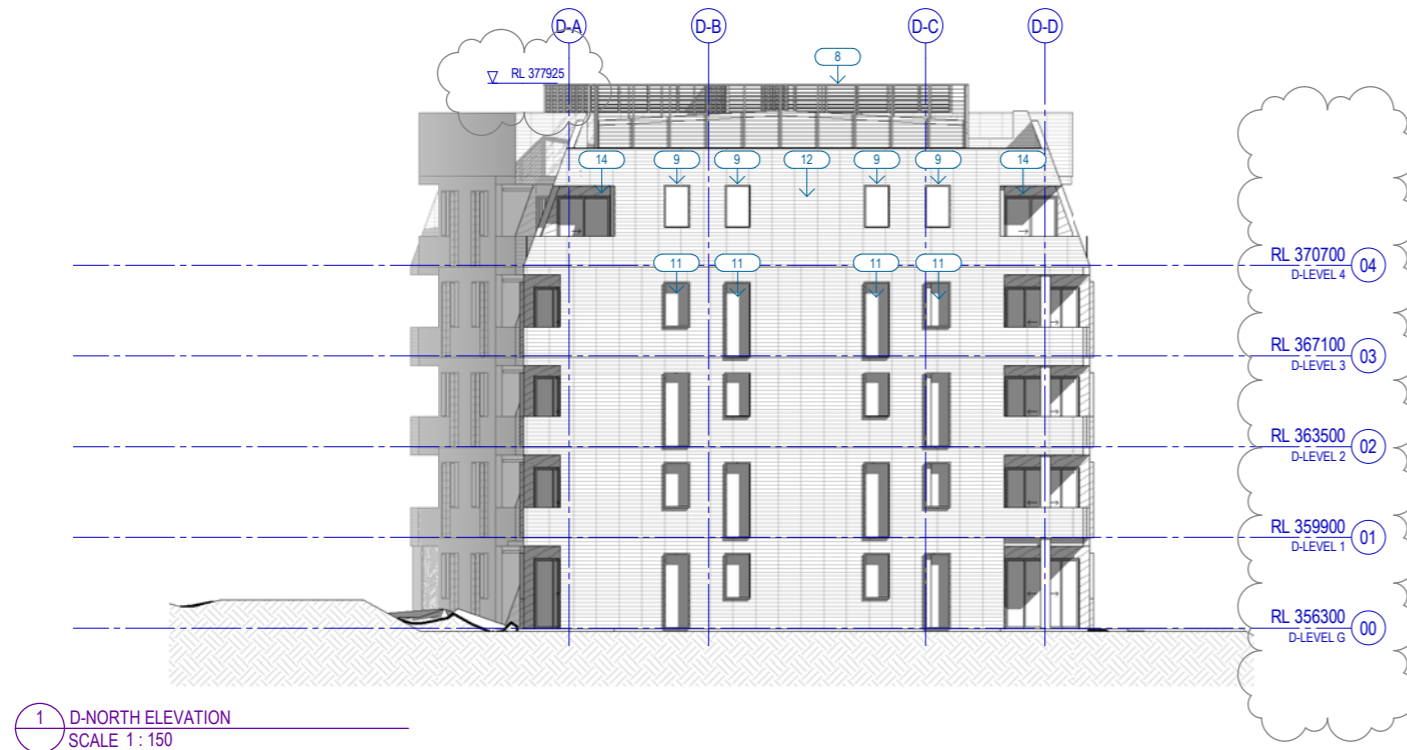 D-A D-B D-C D-D
8
RL 377925
14 9 9 12 9 9 14
11 11 11 11
RL 370700
D-LEVEL 4
04
RL 367100
D-LEVEL 3
03
RL 363500
D-LEVEL 2
02
RL 359900
D-LEVEL 1
01
RL 356300
D-LEVEL G
00
1 D-NORTH ELEVATION
SCALE 1 : 150